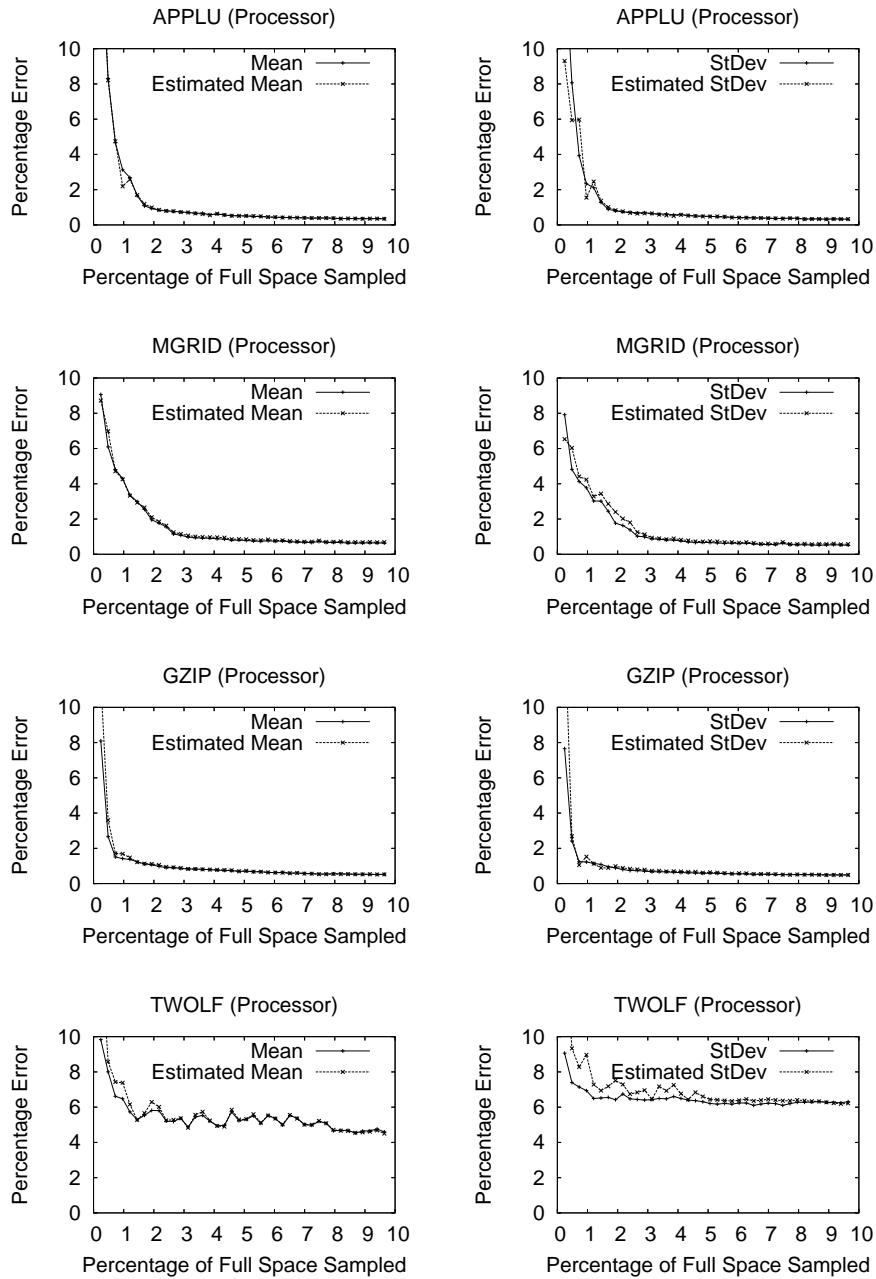 APPLU (Processor)
Percentage Error
10
8
6
4
2
0
Mean
Estimated Mean
0 1 2 3 4 5 6 7 8 9 10
Percentage of Full Space Sampled
APPLU (Processor)
Percentage Error
10
8
6
4
2
0
StDev
Estimated StDev
0 1 2 3 4 5 6 7 8 9 10
Percentage of Full Space Sampled
MGRID (Processor)
Percentage Error
10
8
6
4
2
0
Mean
Estimated Mean
0 1 2 3 4 5 6 7 8 9 10
Percentage of Full Space Sampled
MGRID (Processor)
Percentage Error
10
8
6
4
2
0
StDev
Estimated StDev
0 1 2 3 4 5 6 7 8 9 10
Percentage of Full Space Sampled
GZIP (Processor)
Percentage Error
10
8
6
4
2
0
Mean
Estimated Mean
0 1 2 3 4 5 6 7 8 9 10
Percentage of Full Space Sampled
GZIP (Processor)
Percentage Error
10
8
6
4
2
0
StDev
Estimated StDev
0 1 2 3 4 5 6 7 8 9 10
Percentage of Full Space Sampled
TWOLF (Processor)
Percentage Error
10
8
6
4
2
0
Mean
Estimated Mean
0 1 2 3 4 5 6 7 8 9 10
Percentage of Full Space Sampled
TWOLF (Processor)
Percentage Error
10
8
6
4
2
0
StDev
Estimated StDev
0 1 2 3 4 5 6 7 8 9 10
Percentage of Full Space Sampled